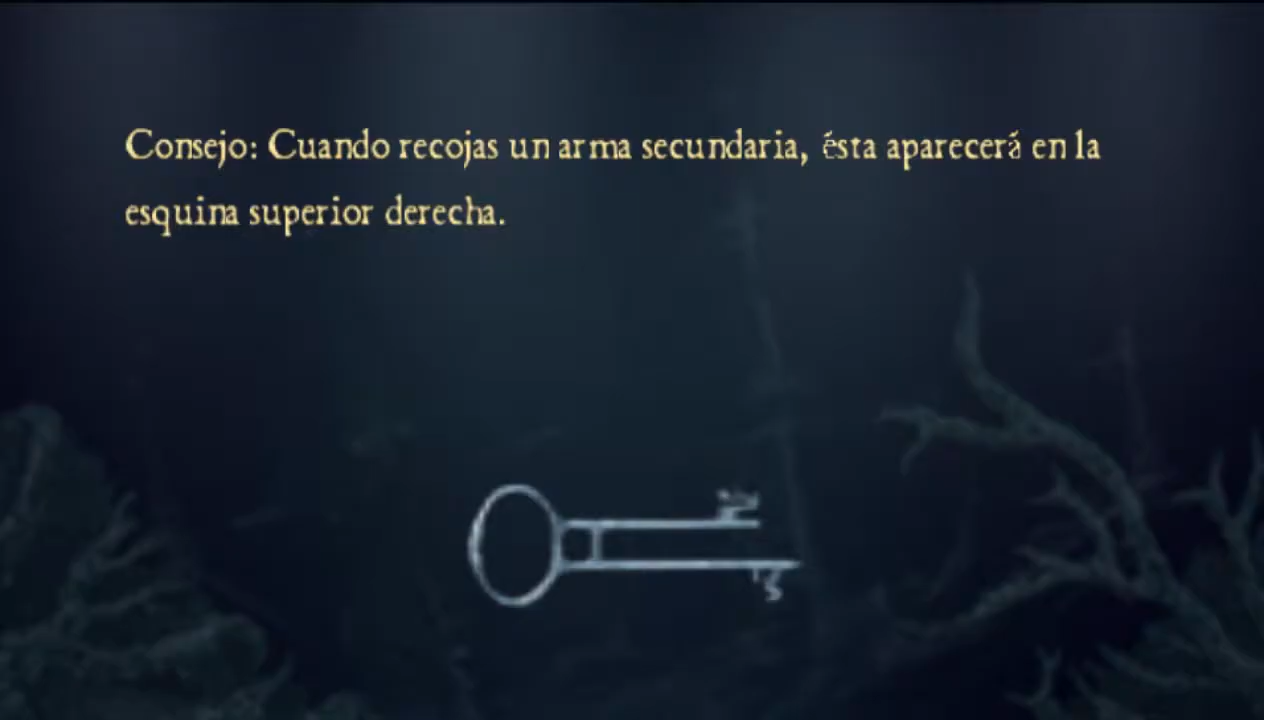 Consejo: Cuando recojas un arma secundaria, ésta aparecerá en la
esquina superior derecha.